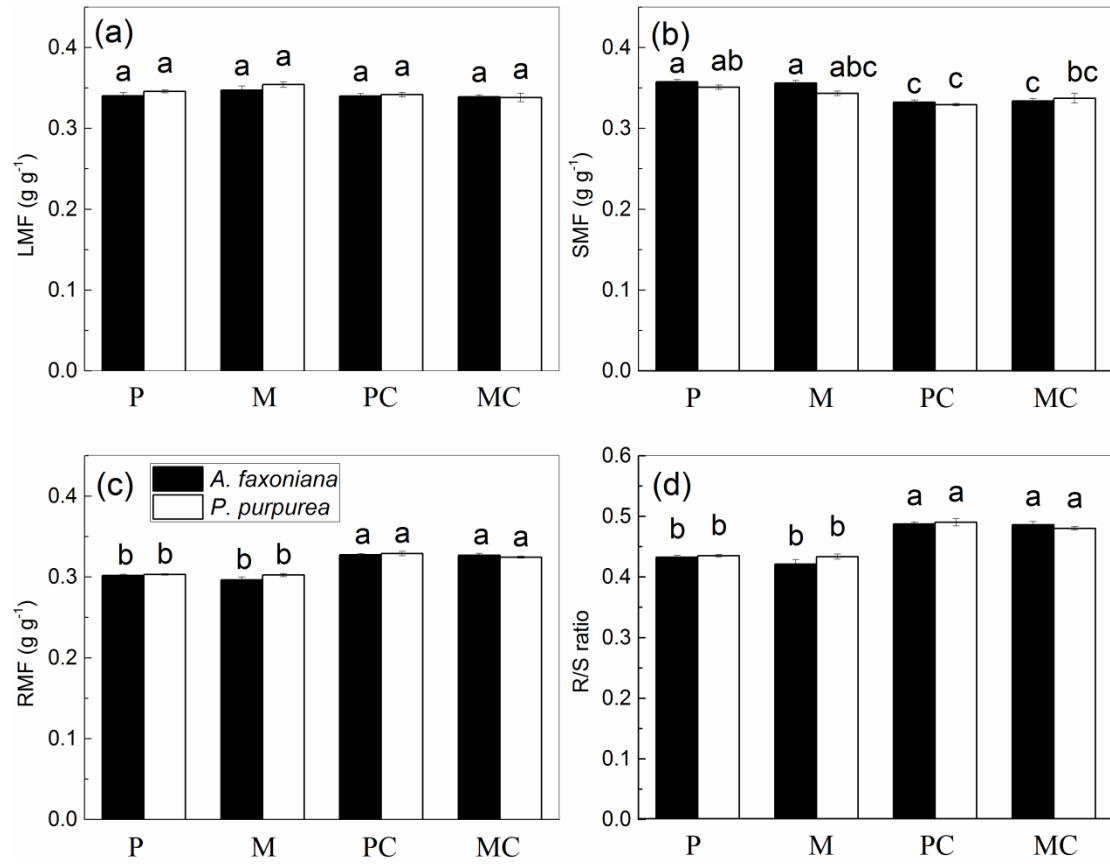 (a)
0.4
0.3
0.2
0.1
0.0
LMF (g g⁻¹)
a a a a a a a a
P M PC MC
(b)
0.4
0.3
0.2
0.1
0.0
SMF (g g⁻¹)
a ab a abc c c c bc
P M PC MC
(c)
A. faxoniana
P. purpurea
0.4
0.3
0.2
0.1
0.0
RMF (g g⁻¹)
b b b b a a a a
P M PC MC
(d)
0.6
0.5
0.4
0.3
0.2
0.1
0.0
R/S ratio
b b b b a a a a
P M PC MC